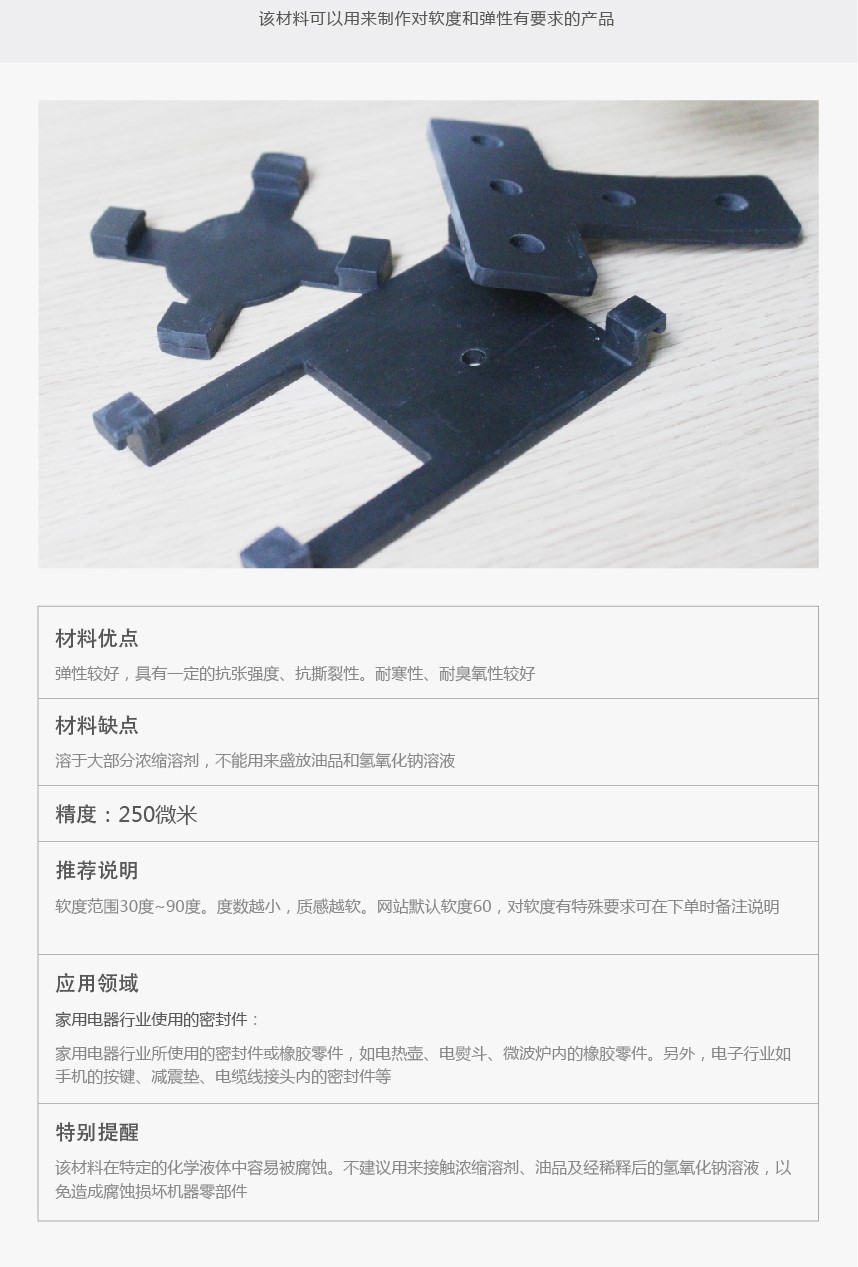 该材料可以用来制作对软度和弹性有要求的产品
材料优点
弹性较好，具有一定的抗张强度、抗撕裂性。耐寒性、耐臭氧性较好
材料缺点
溶于大部分浓缩溶剂，不能用来盛放油品和氢氧化钠溶液
精度：250微米
推荐说明
软度范围30度~90度。度数越小，质感越软。网站默认软度60，对软度有特殊要求可在下单时备注说明
应用领域
家用电器行业使用的密封件：
家用电器行业所使用的密封件或橡胶零件，如电热壶、电熨斗、微波炉内的橡胶零件。另外，电子行业如
手机的按键、减震垫、电缆线接头内的密封件等
特别提醒
该材料在特定的化学液体中容易被腐蚀。不建议用来接触浓缩溶剂、油品及经稀释后的氢氧化钠溶液，以
免造成腐蚀损坏机器零部件